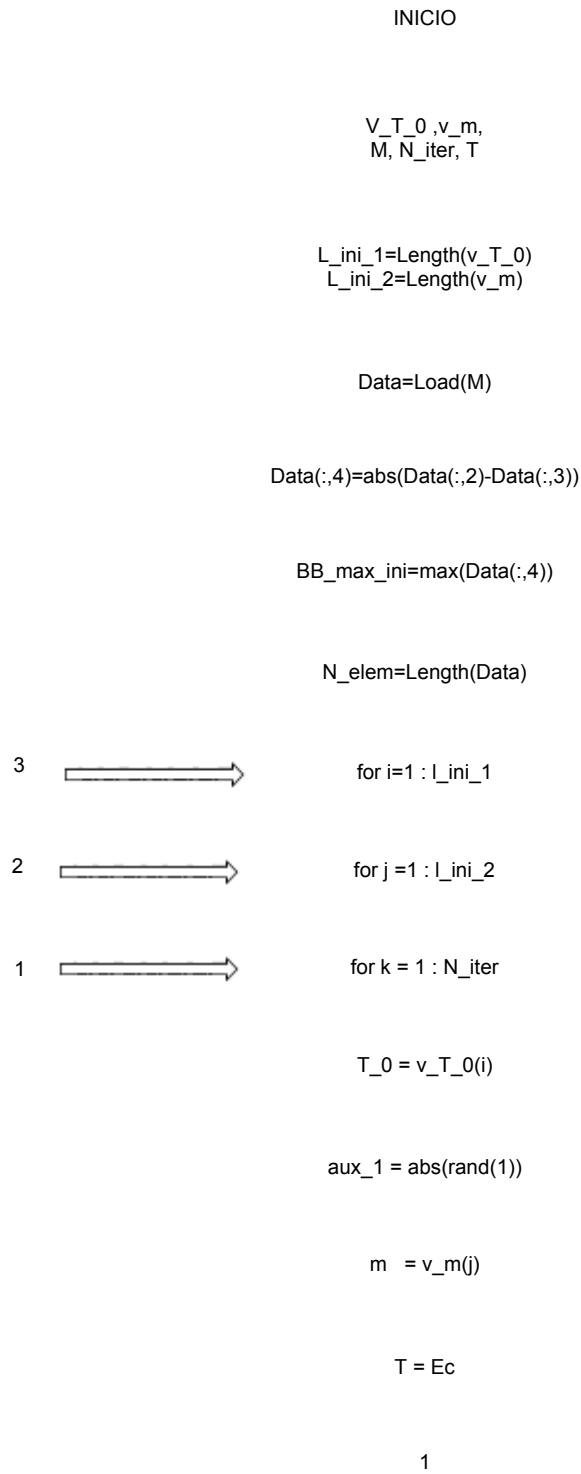 INICIO
V_T_0 ,v_m,
M, N_iter, T
L_ini_1=Length(v_T_0)
L_ini_2=Length(v_m)
Data=Load(M)
Data(:,4)=abs(Data(:,2)-Data(:,3))
BB_max_ini=max(Data(:,4))
N_elem=Length(Data)
3 for i=1 : l_ini_1
2 for j =1 : l_ini_2
1 for k = 1 : N_iter
T_0 = v_T_0(i)
aux_1 = abs(rand(1))
m = v_m(j)
T = Ec
1